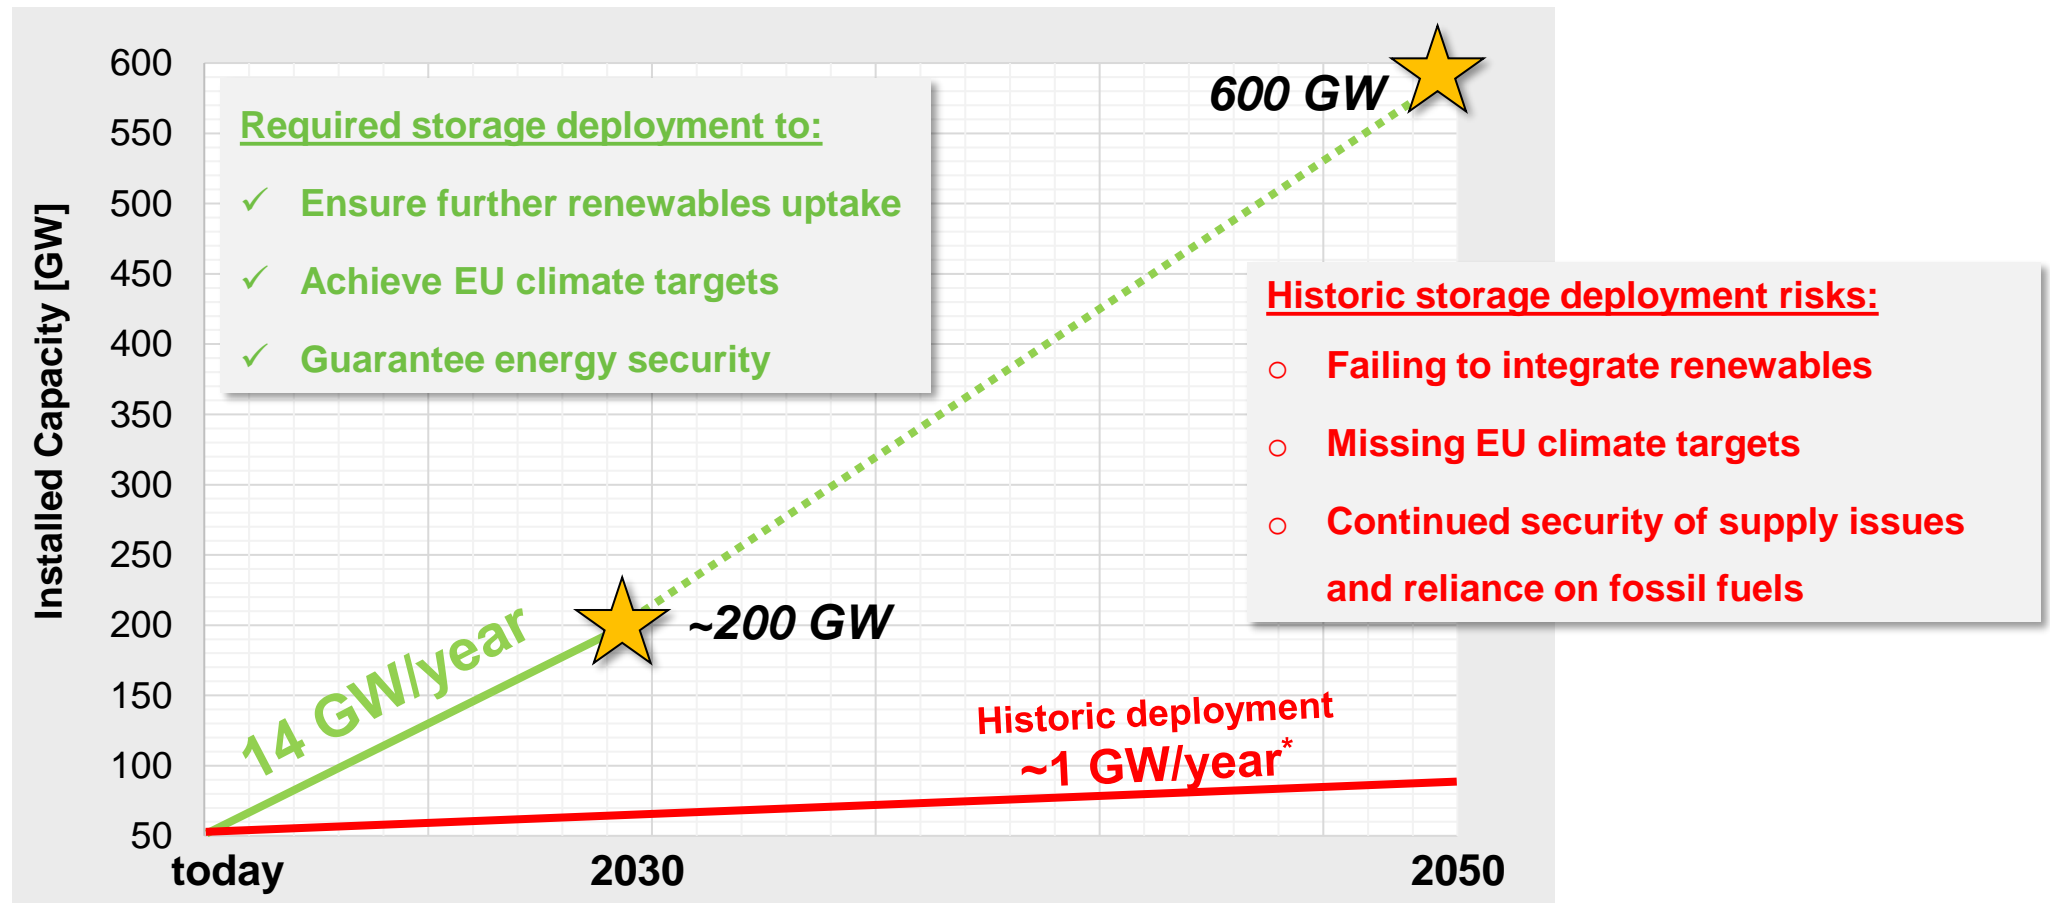 600
550
500
450
400
350
300
250
200
150
100
50
Installed Capacity [GW]
today
2030
2050
Required storage deployment to:
✓ Ensure further renewables uptake
✓ Achieve EU climate targets
✓ Guarantee energy security
600 GW
~200 GW
14 GW/year
Historic deployment
~1 GW/year*
Historic storage deployment risks:
o Failing to integrate renewables
o Missing EU climate targets
o Continued security of supply issues
and reliance on fossil fuels